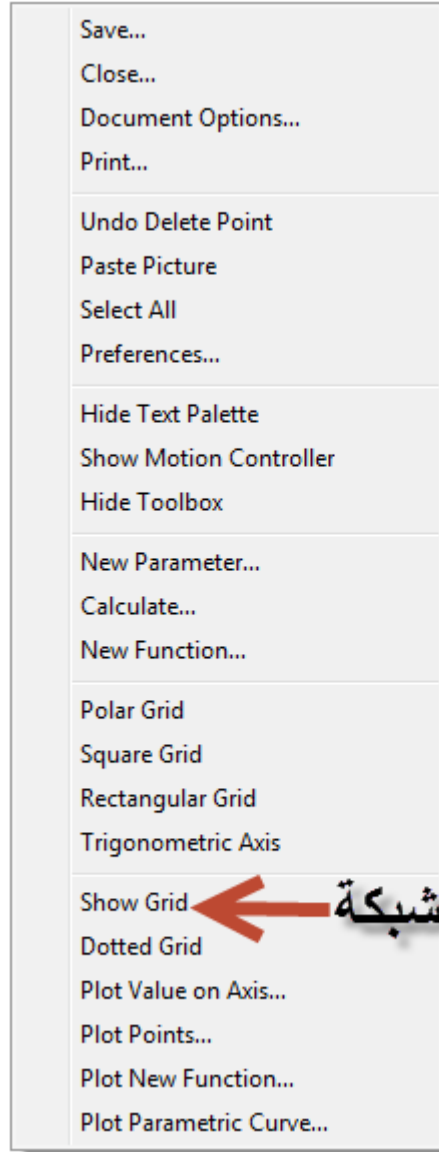 Save...
Close...
Document Options...
Print...
Undo Delete Point
Paste Picture
Select All
Preferences...
Hide Text Palette
Show Motion Controller
Hide Toolbox
New Parameter...
Calculate...
New Function...
Polar Grid
Square Grid
Rectangular Grid
Trigonometric Axis
Show Grid شبكة
Dotted Grid
Plot Value on Axis...
Plot Points...
Plot New Function...
Plot Parametric Curve...